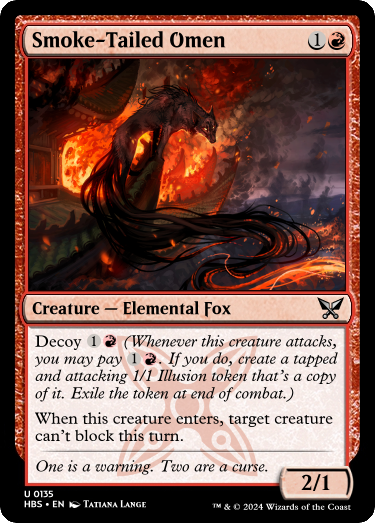 Smoke-Tailed Omen 1
Creature — Elemental Fox
Decoy 1 (Whenever this creature attacks,
you may pay 1 . If you do, create a tapped
and attacking 1/1 Illusion token that's a copy
of it. Exile the token at end of combat.)
When this creature enters, target creature
can't block this turn.
One is a warning. Two are a curse.
2/1
U 0135
HBS • EN Tatiana Lange ™ & © 2024 Wizards of the Coast